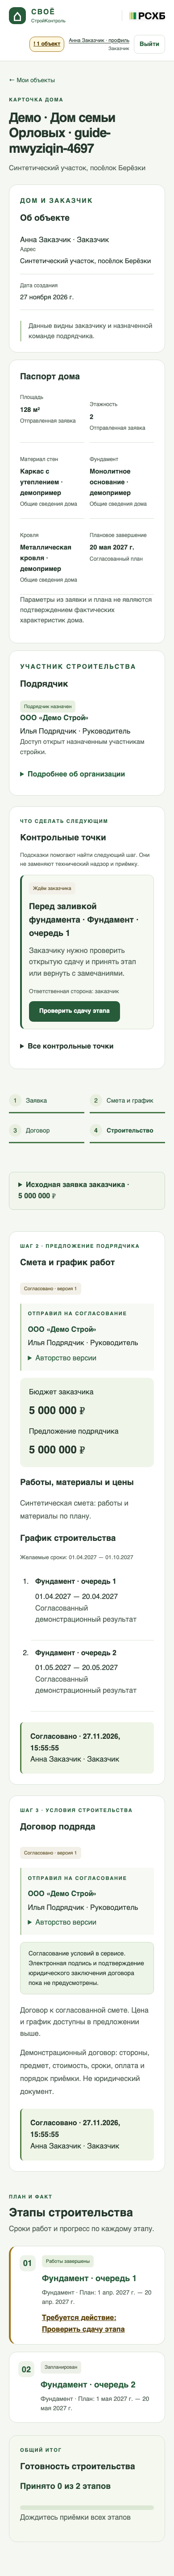 СВОЁ
СтройКонтроль
РСХБ
! 1 объект
Анна Заказчик · профиль
Заказчик
Выйти
← Мои объекты
КАРТОЧКА ДОМА
Демо · Дом семьи
Орловых · guide-
mwyziqin-4697
Синтетический участок, посёлок Берёзки
ДОМ И ЗАКАЗЧИК
Об объекте
Анна Заказчик · Заказчик
Адрес
Синтетический участок, посёлок Берёзки
Дата создания
27 ноября 2026 г.
Данные видны заказчику и назначенной
команде подрядчика.
Паспорт дома
Площадь
128 м²
Отправленная заявка
Этажность
2
Отправленная заявка
Материал стен
Каркас с
утеплением ·
демопример
Общие сведения дома
Фундамент
Монолитное
основание ·
демопример
Общие сведения дома
Кровля
Металлическая
кровля ·
демопример
Общие сведения дома
Плановое завершение
20 мая 2027 г.
Согласованный план
Параметры из заявки и плана не являются
подтверждением фактических
характеристик дома.
УЧАСТНИК СТРОИТЕЛЬСТВА
Подрядчик
Подрядчик назначен
ООО «Демо Строй»
Илья Подрядчик · Руководитель
Доступ открыт назначенным участникам
стройки.
▶ Подробнее об организации
ЧТО СДЕЛАТЬ СЛЕДУЮЩИМ
Контрольные точки
Подсказки помогают найти следующий шаг. Они
не заменяют технический надзор и приёмку.
Ждём заказчика
Перед заливкой
фундамента · Фундамент ·
очередь 1
Заказчику нужно проверить
открытую сдачу и принять этап
или вернуть с замечаниями.
Ответственная сторона: заказчик
Проверить сдачу этапа
▶ Все контрольные точки
1 Заявка
2 Смета и график
3 Договор
4 Строительство
▶ Исходная заявка заказчика ·
5 000 000 ₽
ШАГ 2 · ПРЕДЛОЖЕНИЕ ПОДРЯДЧИКА
Смета и график работ
Согласовано · версия 1
ОТПРАВИЛ НА СОГЛАСОВАНИЕ
ООО «Демо Строй»
Илья Подрядчик · Руководитель
▶ Авторство версии
Бюджет заказчика
5 000 000 ₽
Предложение подрядчика
5 000 000 ₽
Работы, материалы и цены
Синтетическая смета: работы и
материалы по плану.
График строительства
Желаемые сроки: 01.04.2027 — 01.10.2027
1. Фундамент · очередь 1
01.04.2027 — 20.04.2027
Согласованный
демонстрационный результат
2. Фундамент · очередь 2
01.05.2027 — 20.05.2027
Согласованный
демонстрационный результат
Согласовано · 27.11.2026,
15:55:55
Анна Заказчик · Заказчик
ШАГ 3 · УСЛОВИЯ СТРОИТЕЛЬСТВА
Договор подряда
Согласовано · версия 1
ОТПРАВИЛ НА СОГЛАСОВАНИЕ
ООО «Демо Строй»
Илья Подрядчик · Руководитель
▶ Авторство версии
Согласование условий в сервисе.
Электронная подпись и подтверждение
юридического заключения договора
пока не предусмотрены.
Договор к согласованной смете. Цена
и график доступны в предложении
выше.
Демонстрационный договор: стороны,
предмет, стоимость, сроки, оплата и
порядок приёмки. Не юридический
документ.
Согласовано · 27.11.2026,
15:55:55
Анна Заказчик · Заказчик
ПЛАН И ФАКТ
Этапы строительства
Сроки работ и прогресс по каждому этапу.
01
Работы завершены
Фундамент · очередь 1
Фундамент · План: 1 апр. 2027 г. — 20
апр. 2027 г.
Требуется действие:
Проверить сдачу этапа
02
Запланирован
Фундамент · очередь 2
Фундамент · План: 1 мая 2027 г. — 20
мая 2027 г.
ОБЩИЙ ИТОГ
Готовность строительства
Принято 0 из 2 этапов
Дождитесь приёмки всех этапов